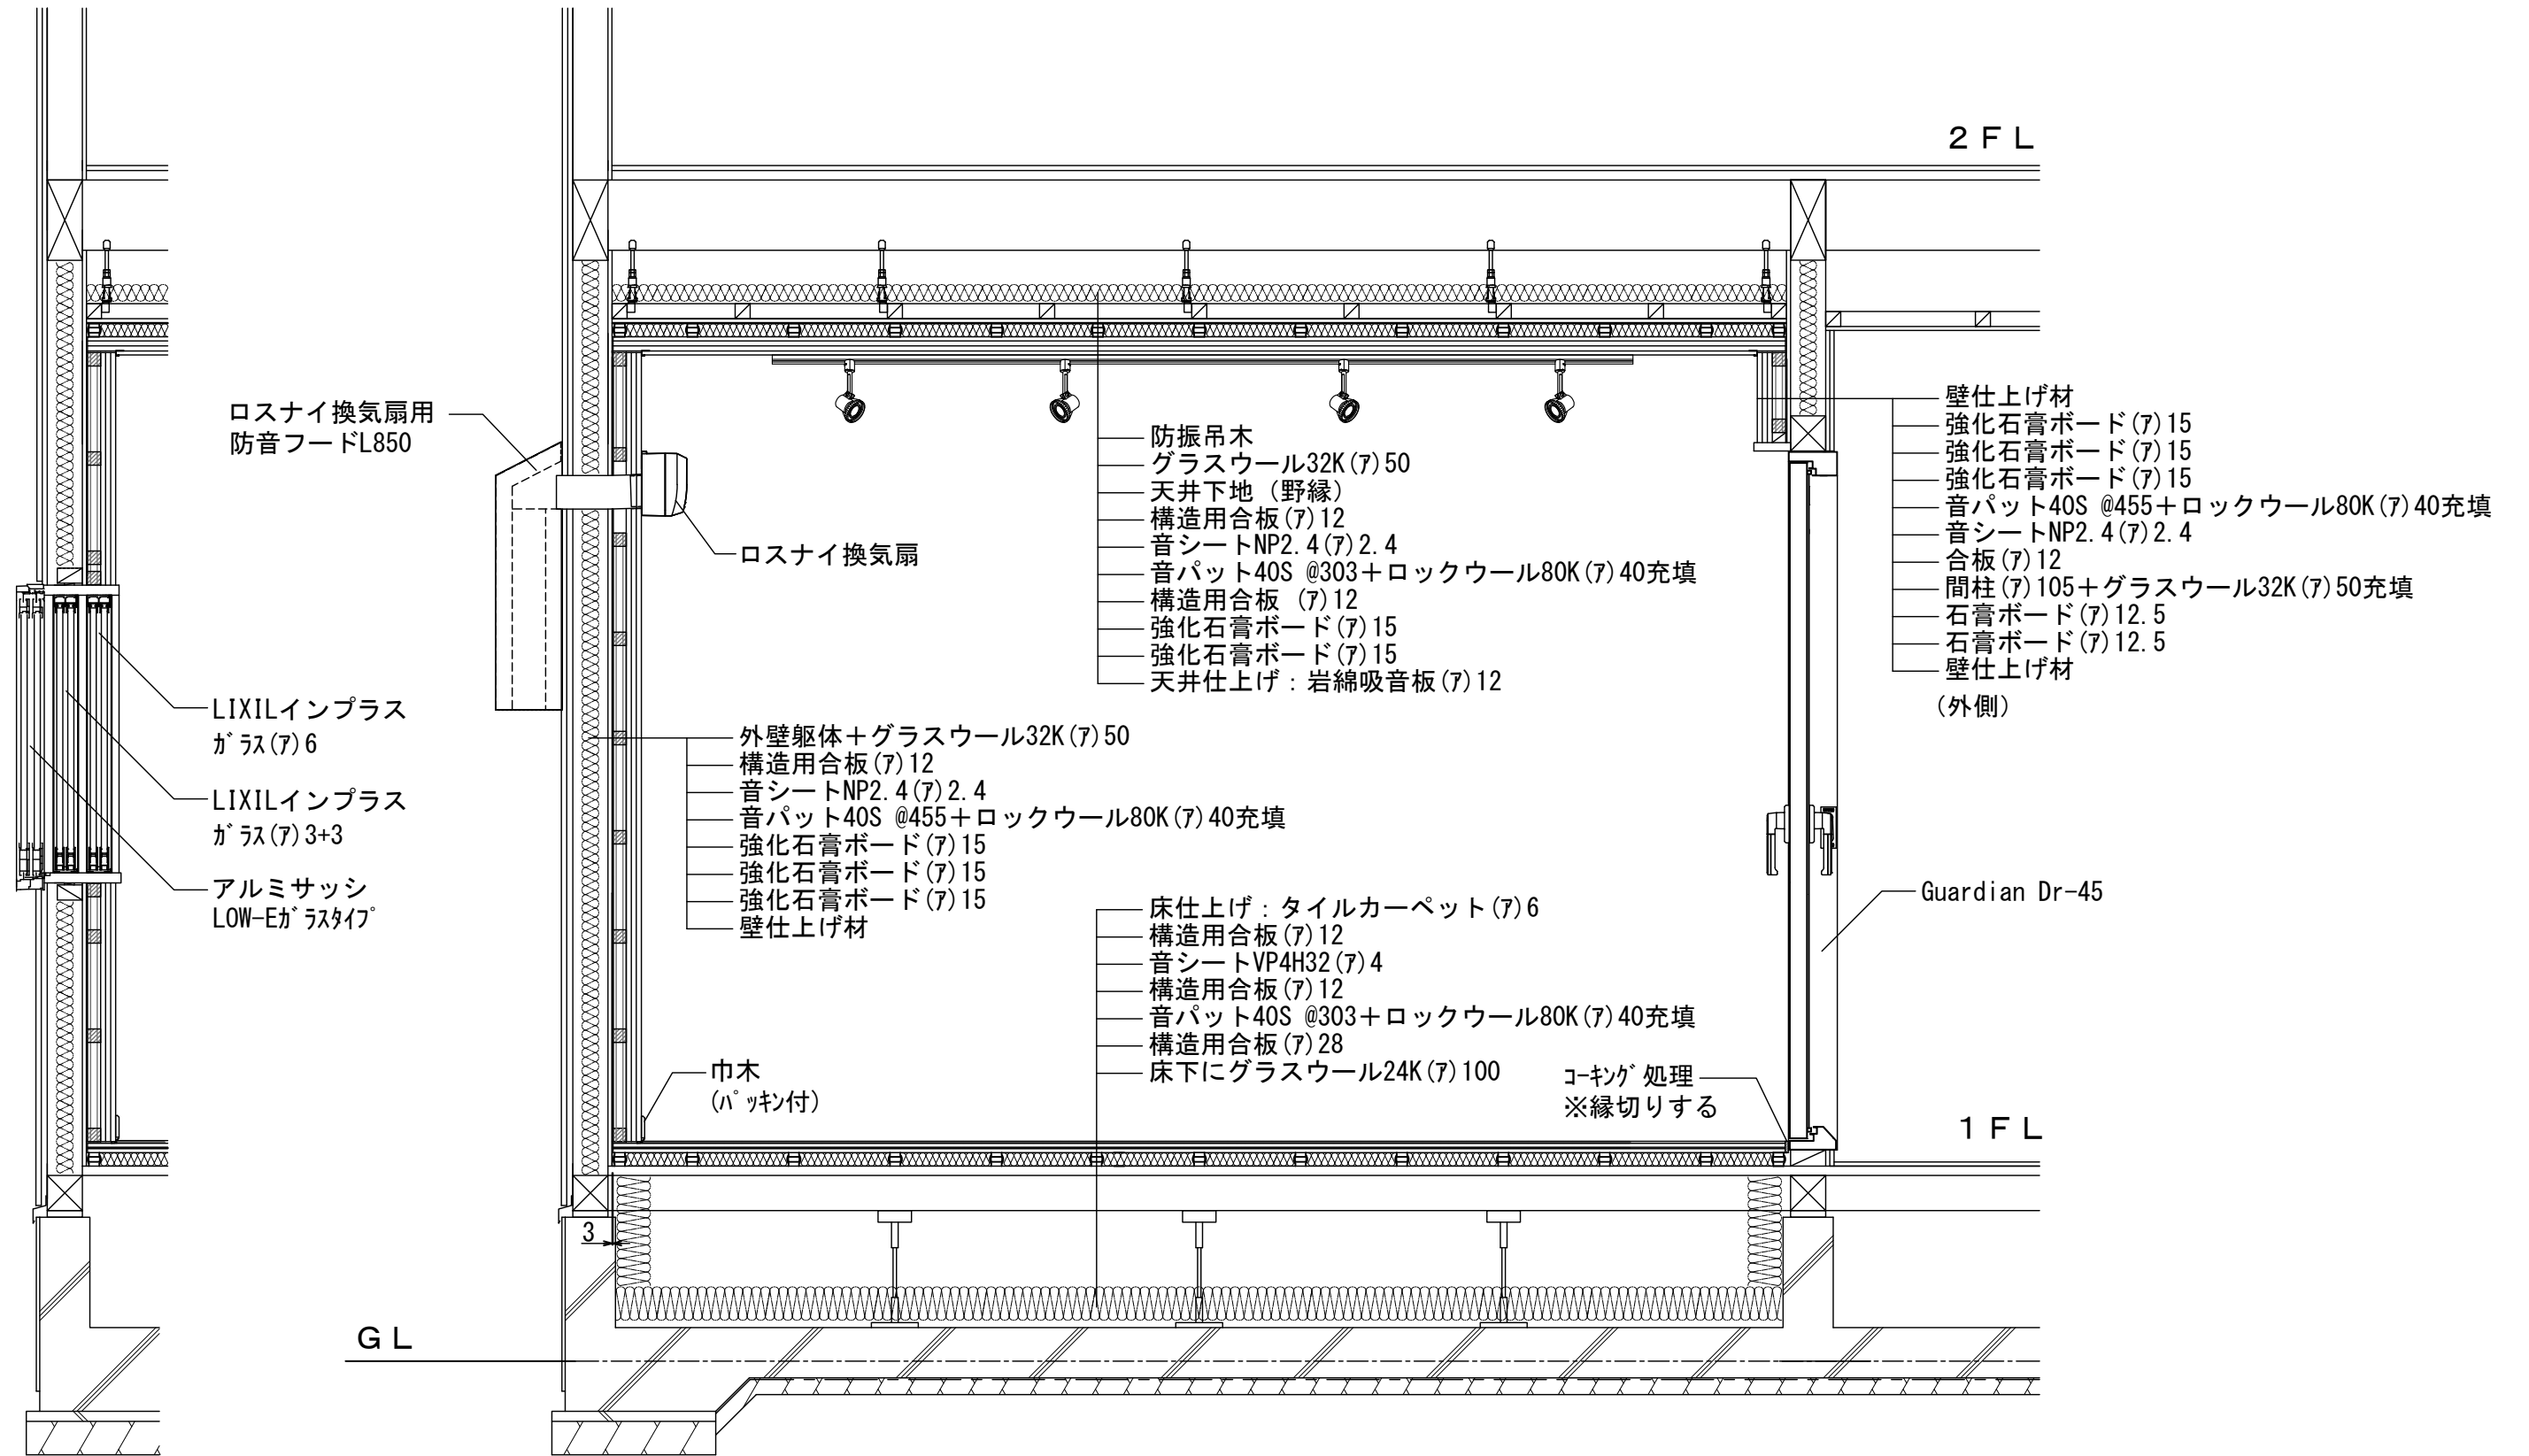 2FL
ロスナイ換気扇用
防音フードL850
ロスナイ換気扇
防振吊木
グラスウール32K(ア)50
天井下地 (野縁)
構造用合板(ア)12
音シートNP2.4(ア)2.4
音パット40S @303+ロックウール80K(ア)40充填
構造用合板 (ア)12
強化石膏ボード(ア)15
強化石膏ボード(ア)15
天井仕上げ:岩綿吸音板(ア)12
壁仕上げ材
強化石膏ボード(ア)15
強化石膏ボード(ア)15
強化石膏ボード(ア)15
音パット40S @455+ロックウール80K(ア)40充填
音シートNP2.4(ア)2.4
合板(ア)12
間柱(ア)105+グラスウール32K(ア)50充填
石膏ボード(ア)12.5
石膏ボード(ア)12.5
壁仕上げ材
(外側)
LIXILインプラス
ガラス(ア)6
LIXILインプラス
ガラス(ア)3+3
アルミサッシ
LOW-Eガラスタイプ
外壁躯体+グラスウール32K(ア)50
構造用合板(ア)12
音シートNP2.4(ア)2.4
音パット40S @455+ロックウール80K(ア)40充填
強化石膏ボード(ア)15
強化石膏ボード(ア)15
強化石膏ボード(ア)15
壁仕上げ材
床仕上げ:タイルカーペット(ア)6
構造用合板(ア)12
音シートVP4H32(ア)4
構造用合板(ア)12
音パット40S @303+ロックウール80K(ア)40充填
構造用合板(ア)28
床下にグラスウール24K(ア)100
Guardian Dr-45
巾木
(パッキン付)
コーキング処理
※縁切りする
1FL
3
GL